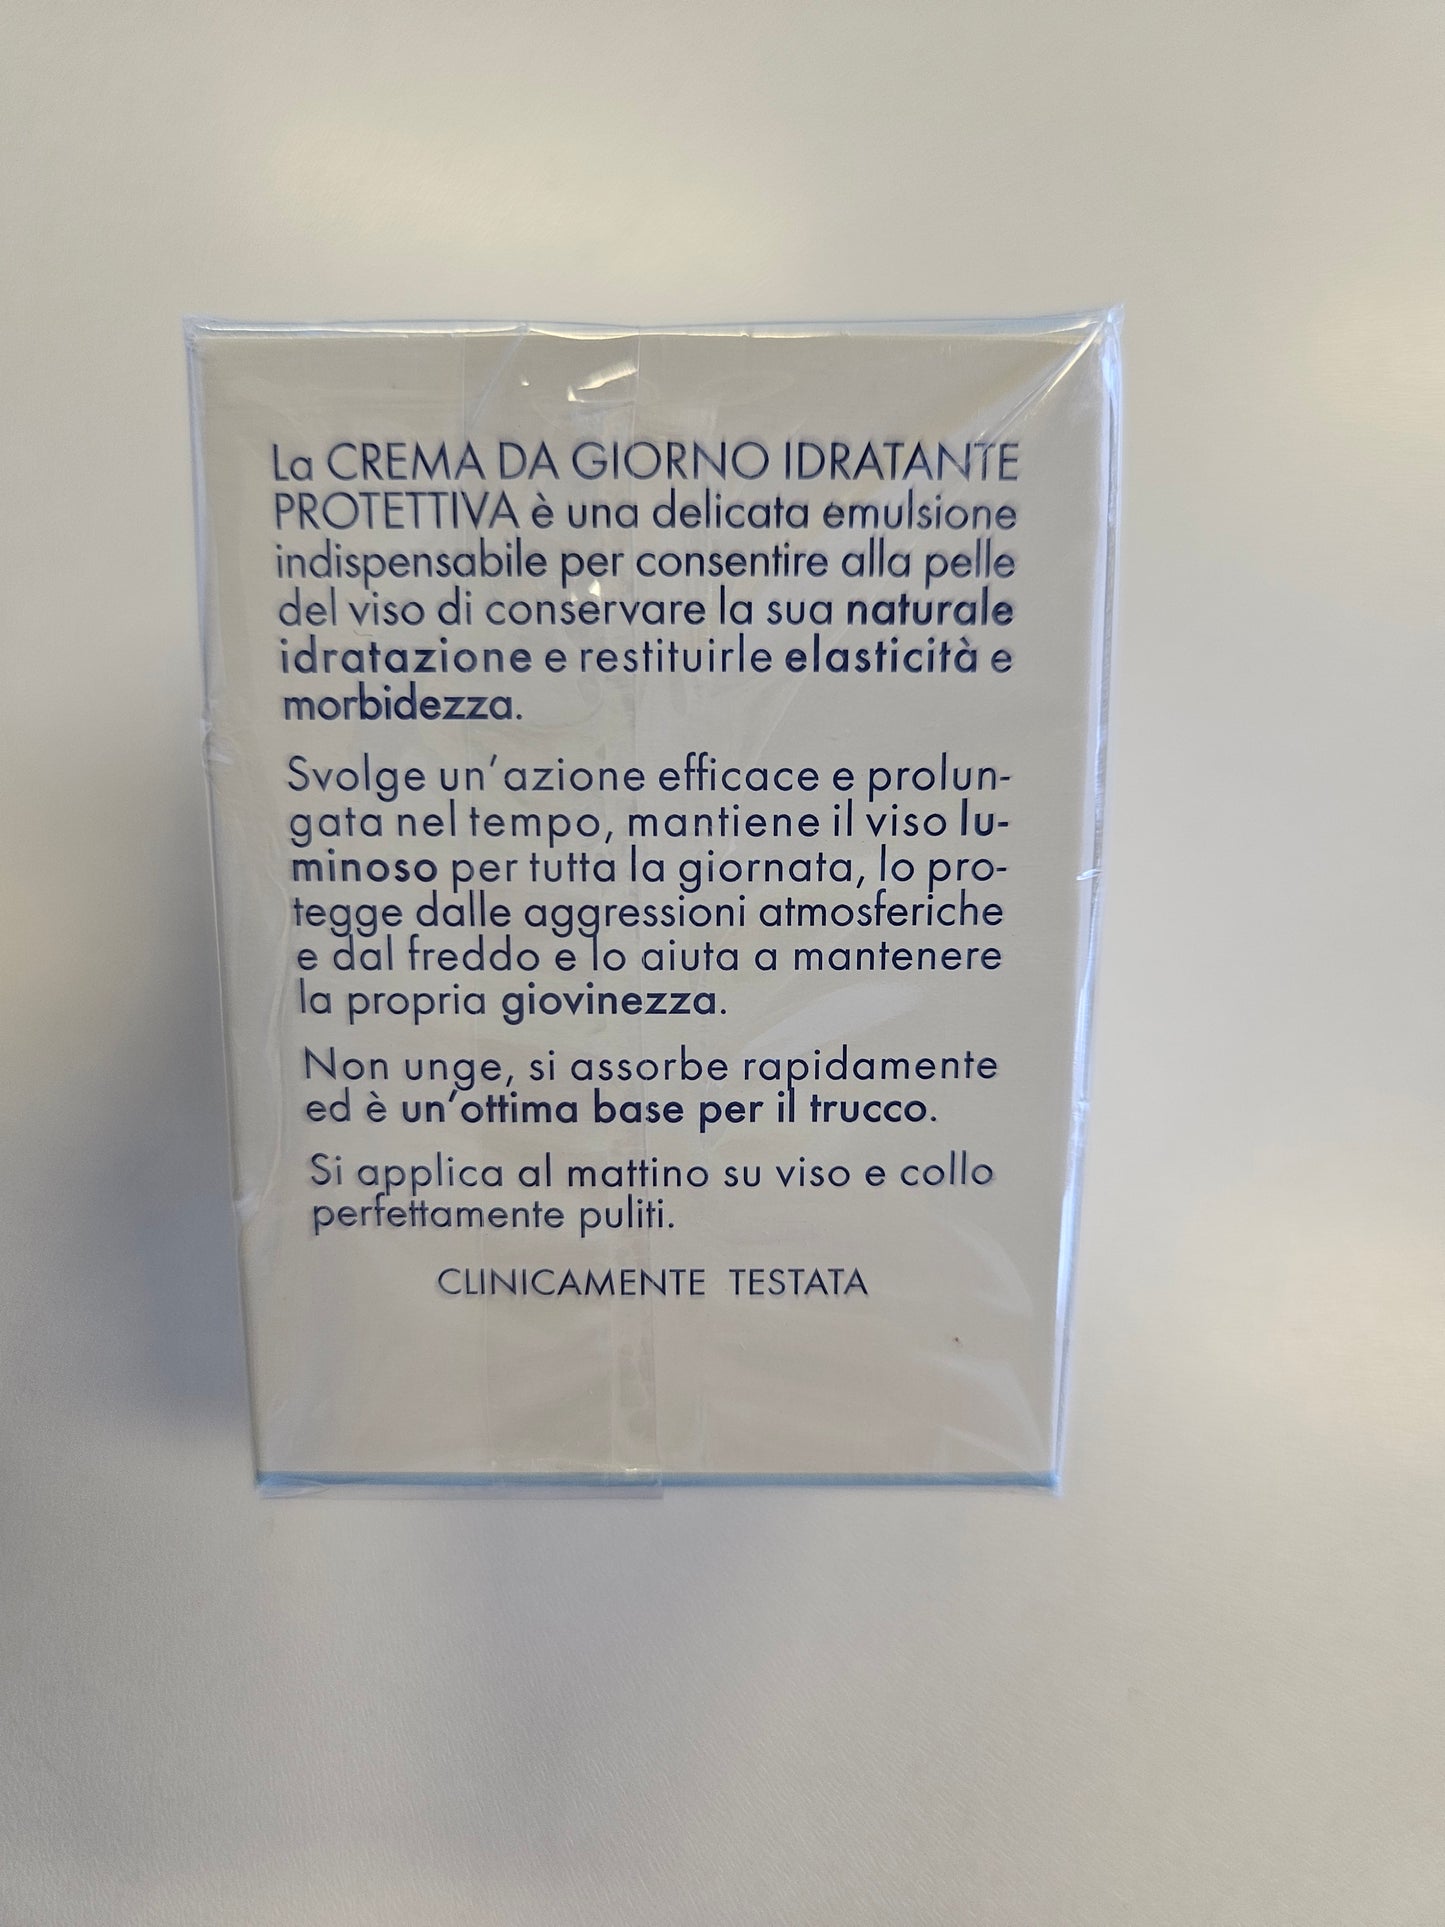 La CREMA DA GIORNO IDRATANTE
PROTETTIVA è una delicata emulsione
indispensabile per consentire alla pelle
del viso di conservare la sua naturale
idratazione e restituirle elasticità e
morbidezza.
Svolge un'azione efficace e prolun-
gata nel tempo, mantiene il viso lu-
minoso per tutta la giornata, lo pro-
tegge dalle aggressioni atmosferiche
e dal freddo e lo aiuta a mantenere
la propria giovinezza.
Non unge, si assorbe rapidamente
ed è un'ottima base per il trucco.
Si applica al mattino su viso e collo
perfettamente puliti.
CLINICAMENTE TESTATA